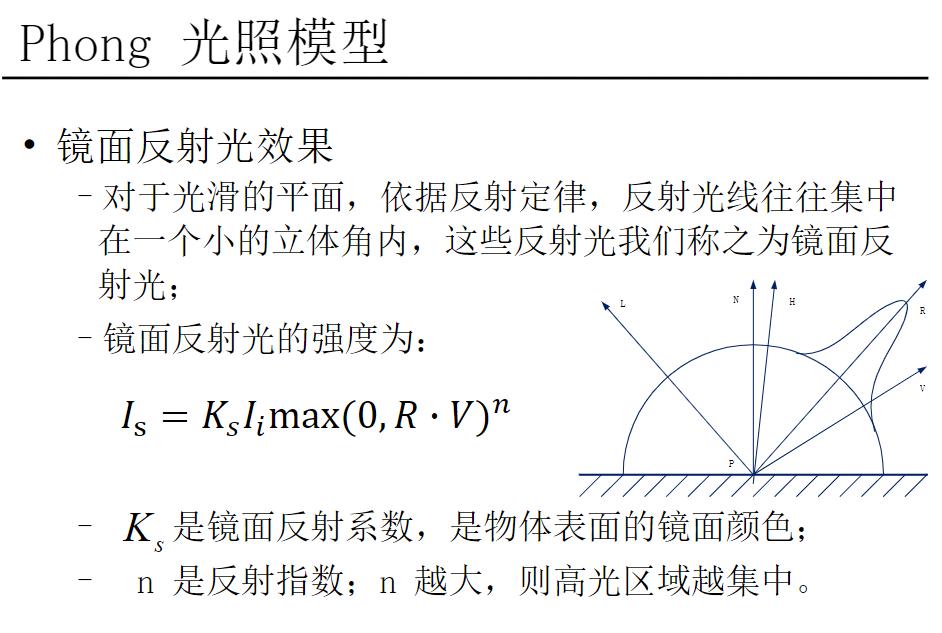 Phong 光照模型
• 镜面反射光效果
– 对于光滑的平面，依据反射定律，反射光线往往集中
在一个小的立体角内，这些反射光我们称之为镜面反
射光；
– 镜面反射光的强度为：
L
N
H
R
V
P
I_s = K_s I_i max(0, R · V)^n
– K_s 是镜面反射系数，是物体表面的镜面颜色；
– n 是反射指数；n 越大，则高光区域越集中。